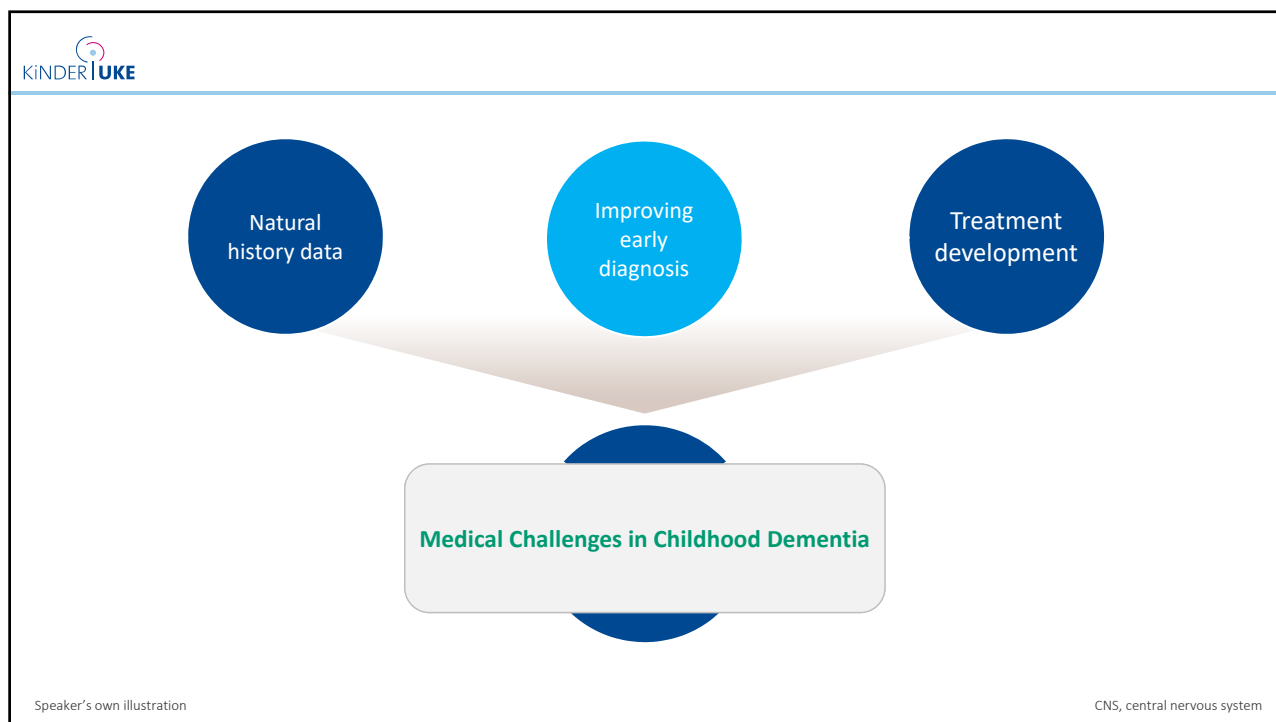 KiNDER UKE
Natural
history data
Improving
early
diagnosis
Treatment
development
Medical Challenges in Childhood Dementia
Speaker's own illustration
CNS, central nervous system